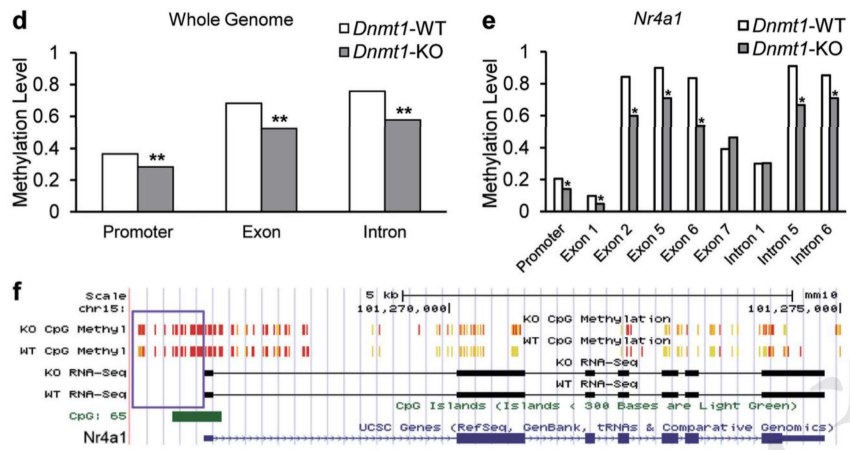 d
Whole Genome
Dnmt1-WT
Dnmt1-KO
Methylation Level
1
0.8
0.6
0.4
0.2
0
**
**
**
Promoter
Exon
Intron
e
Nr4a1
Dnmt1-WT
Dnmt1-KO
Methylation Level
1
0.8
0.6
0.4
0.2
0
*
*
*
*
*
*
*
Promoter
Exon 1
Exon 2
Exon 5
Exon 6
Exon 7
Intron 1
Intron 5
Intron 6
f
Scale
5 kb
mm10
chr15:
101,270,000
101,275,000
KO CpG Methylation
KO CpG Methyl
WT CpG Methylation
WT CpG Methyl
KO RNA-Seq
KO RNA-Seq
WT RNA-Seq
WT RNA-Seq
CpG Islands (Islands < 300 Bases are Light Green)
CpG: 65
UCSC Genes (RefSeq, GenBank, tRNAs & Comparative Genomics)
Nr4a1